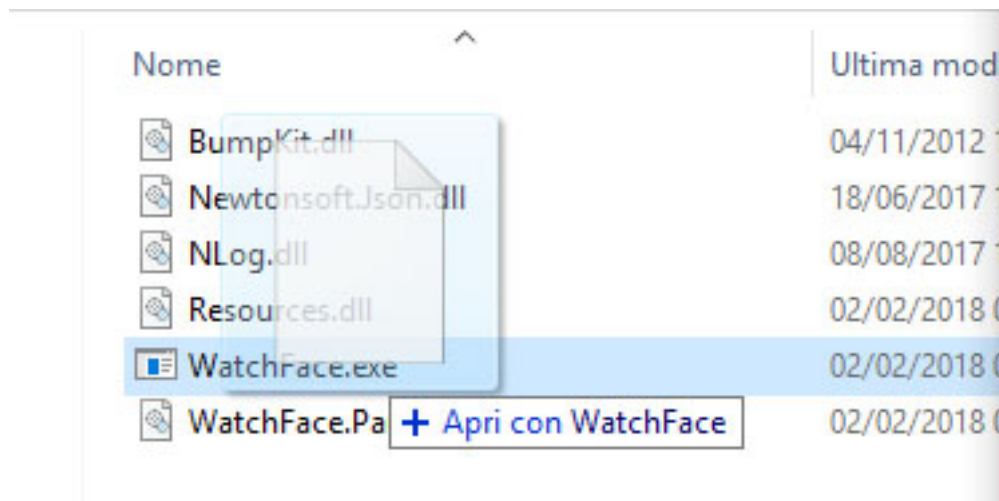 Nome Ultima mod
BumpKit.dll 04/11/2012
Newtonsoft.Json.dll 18/06/2017
NLog.dll 08/08/2017
Resources.dll 02/02/2018
WatchFace.exe 02/02/2018
WatchFace.Pa + Apri con WatchFace 02/02/2018